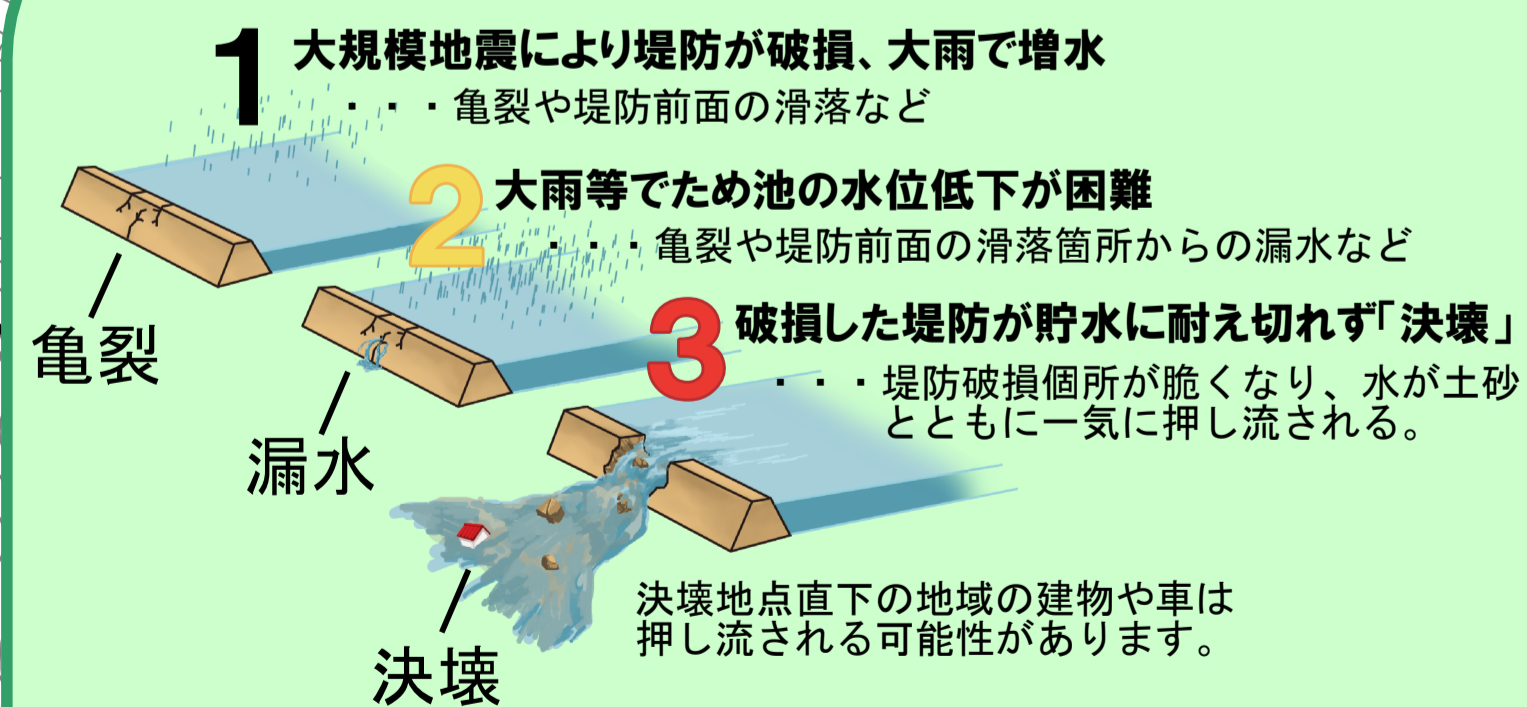 1 大規模地震により堤防が破損、大雨で増水
・・・亀裂や堤防前面の滑落など
亀裂
2 大雨等でため池の水位低下が困難
・・・亀裂や堤防前面の滑落箇所からの漏水など
漏水
3 破損した堤防が貯水に耐え切れず「決壊」
・・・堤防破損個所が脆くなり、水が土砂
とともに一気に押し流される。
決壊
決壊地点直下の地域の建物や車は
押し流される可能性があります。